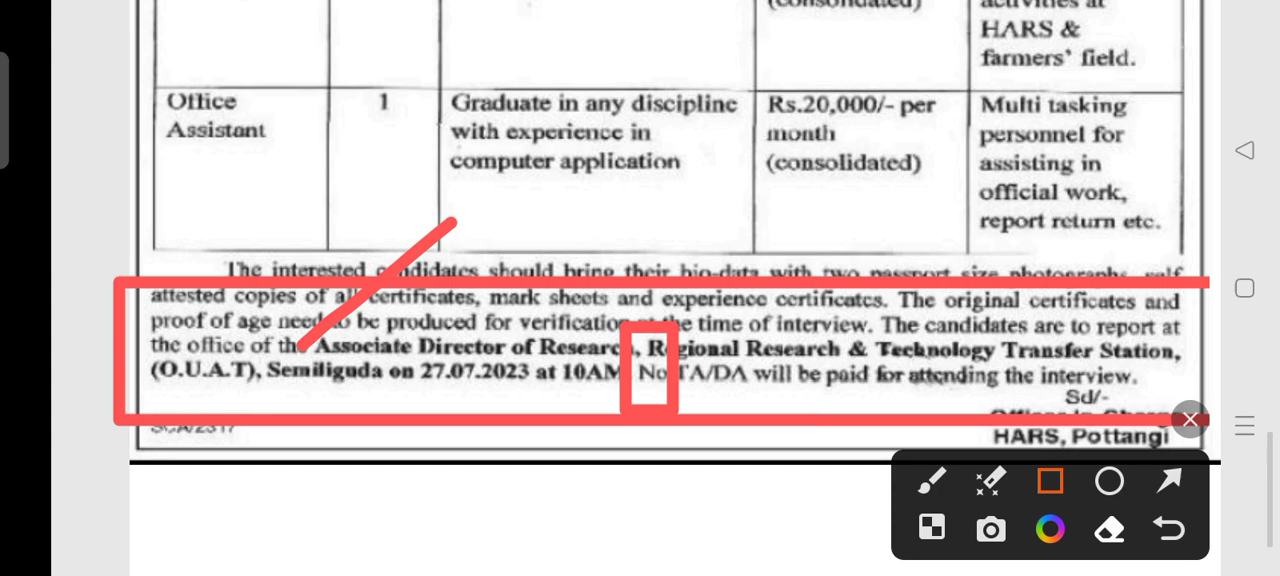 (consolidated)
activities at
HARS &
farmers' field.
Office
Assistant
1
Graduate in any discipline
with experience in
computer application
Rs.20,000/- per
month
(consolidated)
Multi tasking
personnel for
assisting in
official work,
report return etc.
The interested candidates should bring their bio-data with two passport size photographs, self
attested copies of all certificates, mark sheets and experience certificates. The original certificates and
proof of age need to be produced for verification the time of interview. The candidates are to report at
the office of the Associate Director of Research, Regional Research & Technology Transfer Station,
(O.U.A.T), Semiliguda on 27.07.2023 at 10AM No TA/DA will be paid for attending the interview.
Sd/-
HARS, Pottangi